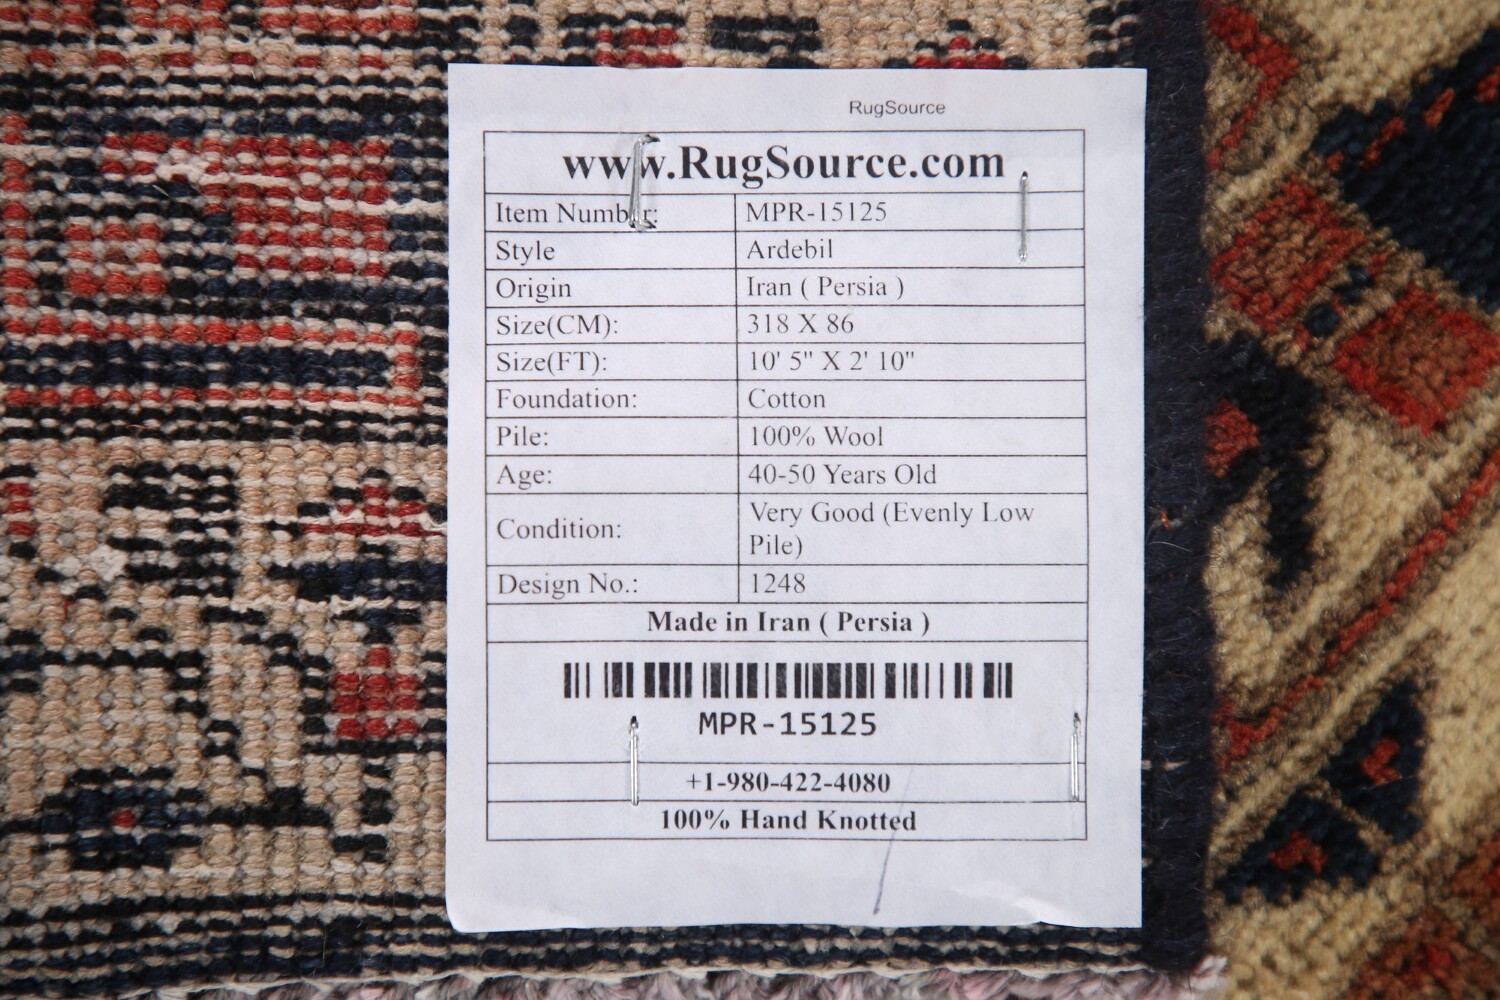 RugSource
www.RugSource.com
Item Number: MPR-15125
Style Ardebil
Origin Iran ( Persia )
Size(CM): 318 X 86
Size(FT): 10' 5" X 2' 10"
Foundation: Cotton
Pile: 100% Wool
Age: 40-50 Years Old
Condition: Very Good (Evenly Low
Pile)
Design No.: 1248
Made in Iran ( Persia )
MPR-15125
+1-980-422-4080
100% Hand Knotted